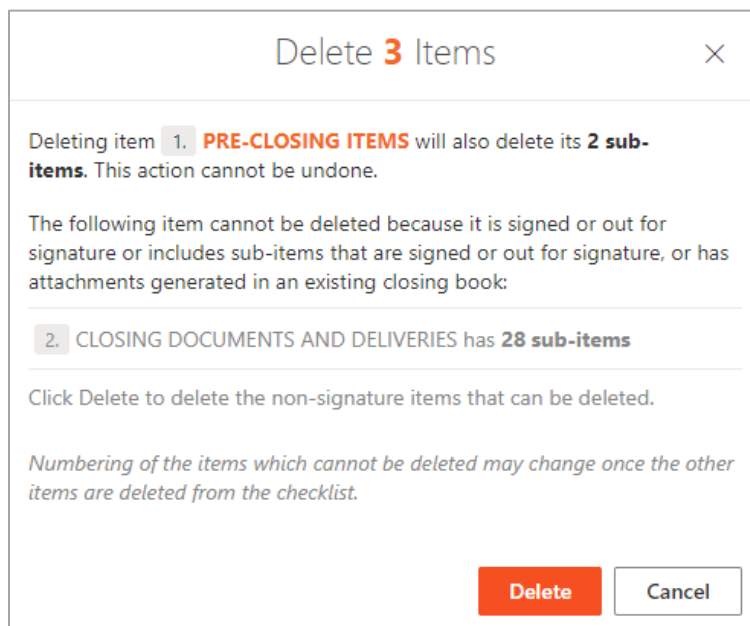 Delete 3 Items
Deleting item 1. PRE-CLOSING ITEMS will also delete its 2 sub-
items. This action cannot be undone.
The following item cannot be deleted because it is signed or out for
signature or includes sub-items that are signed or out for signature, or has
attachments generated in an existing closing book:
2. CLOSING DOCUMENTS AND DELIVERIES has 28 sub-items
Click Delete to delete the non-signature items that can be deleted.
Numbering of the items which cannot be deleted may change once the other
items are deleted from the checklist.
Delete Cancel